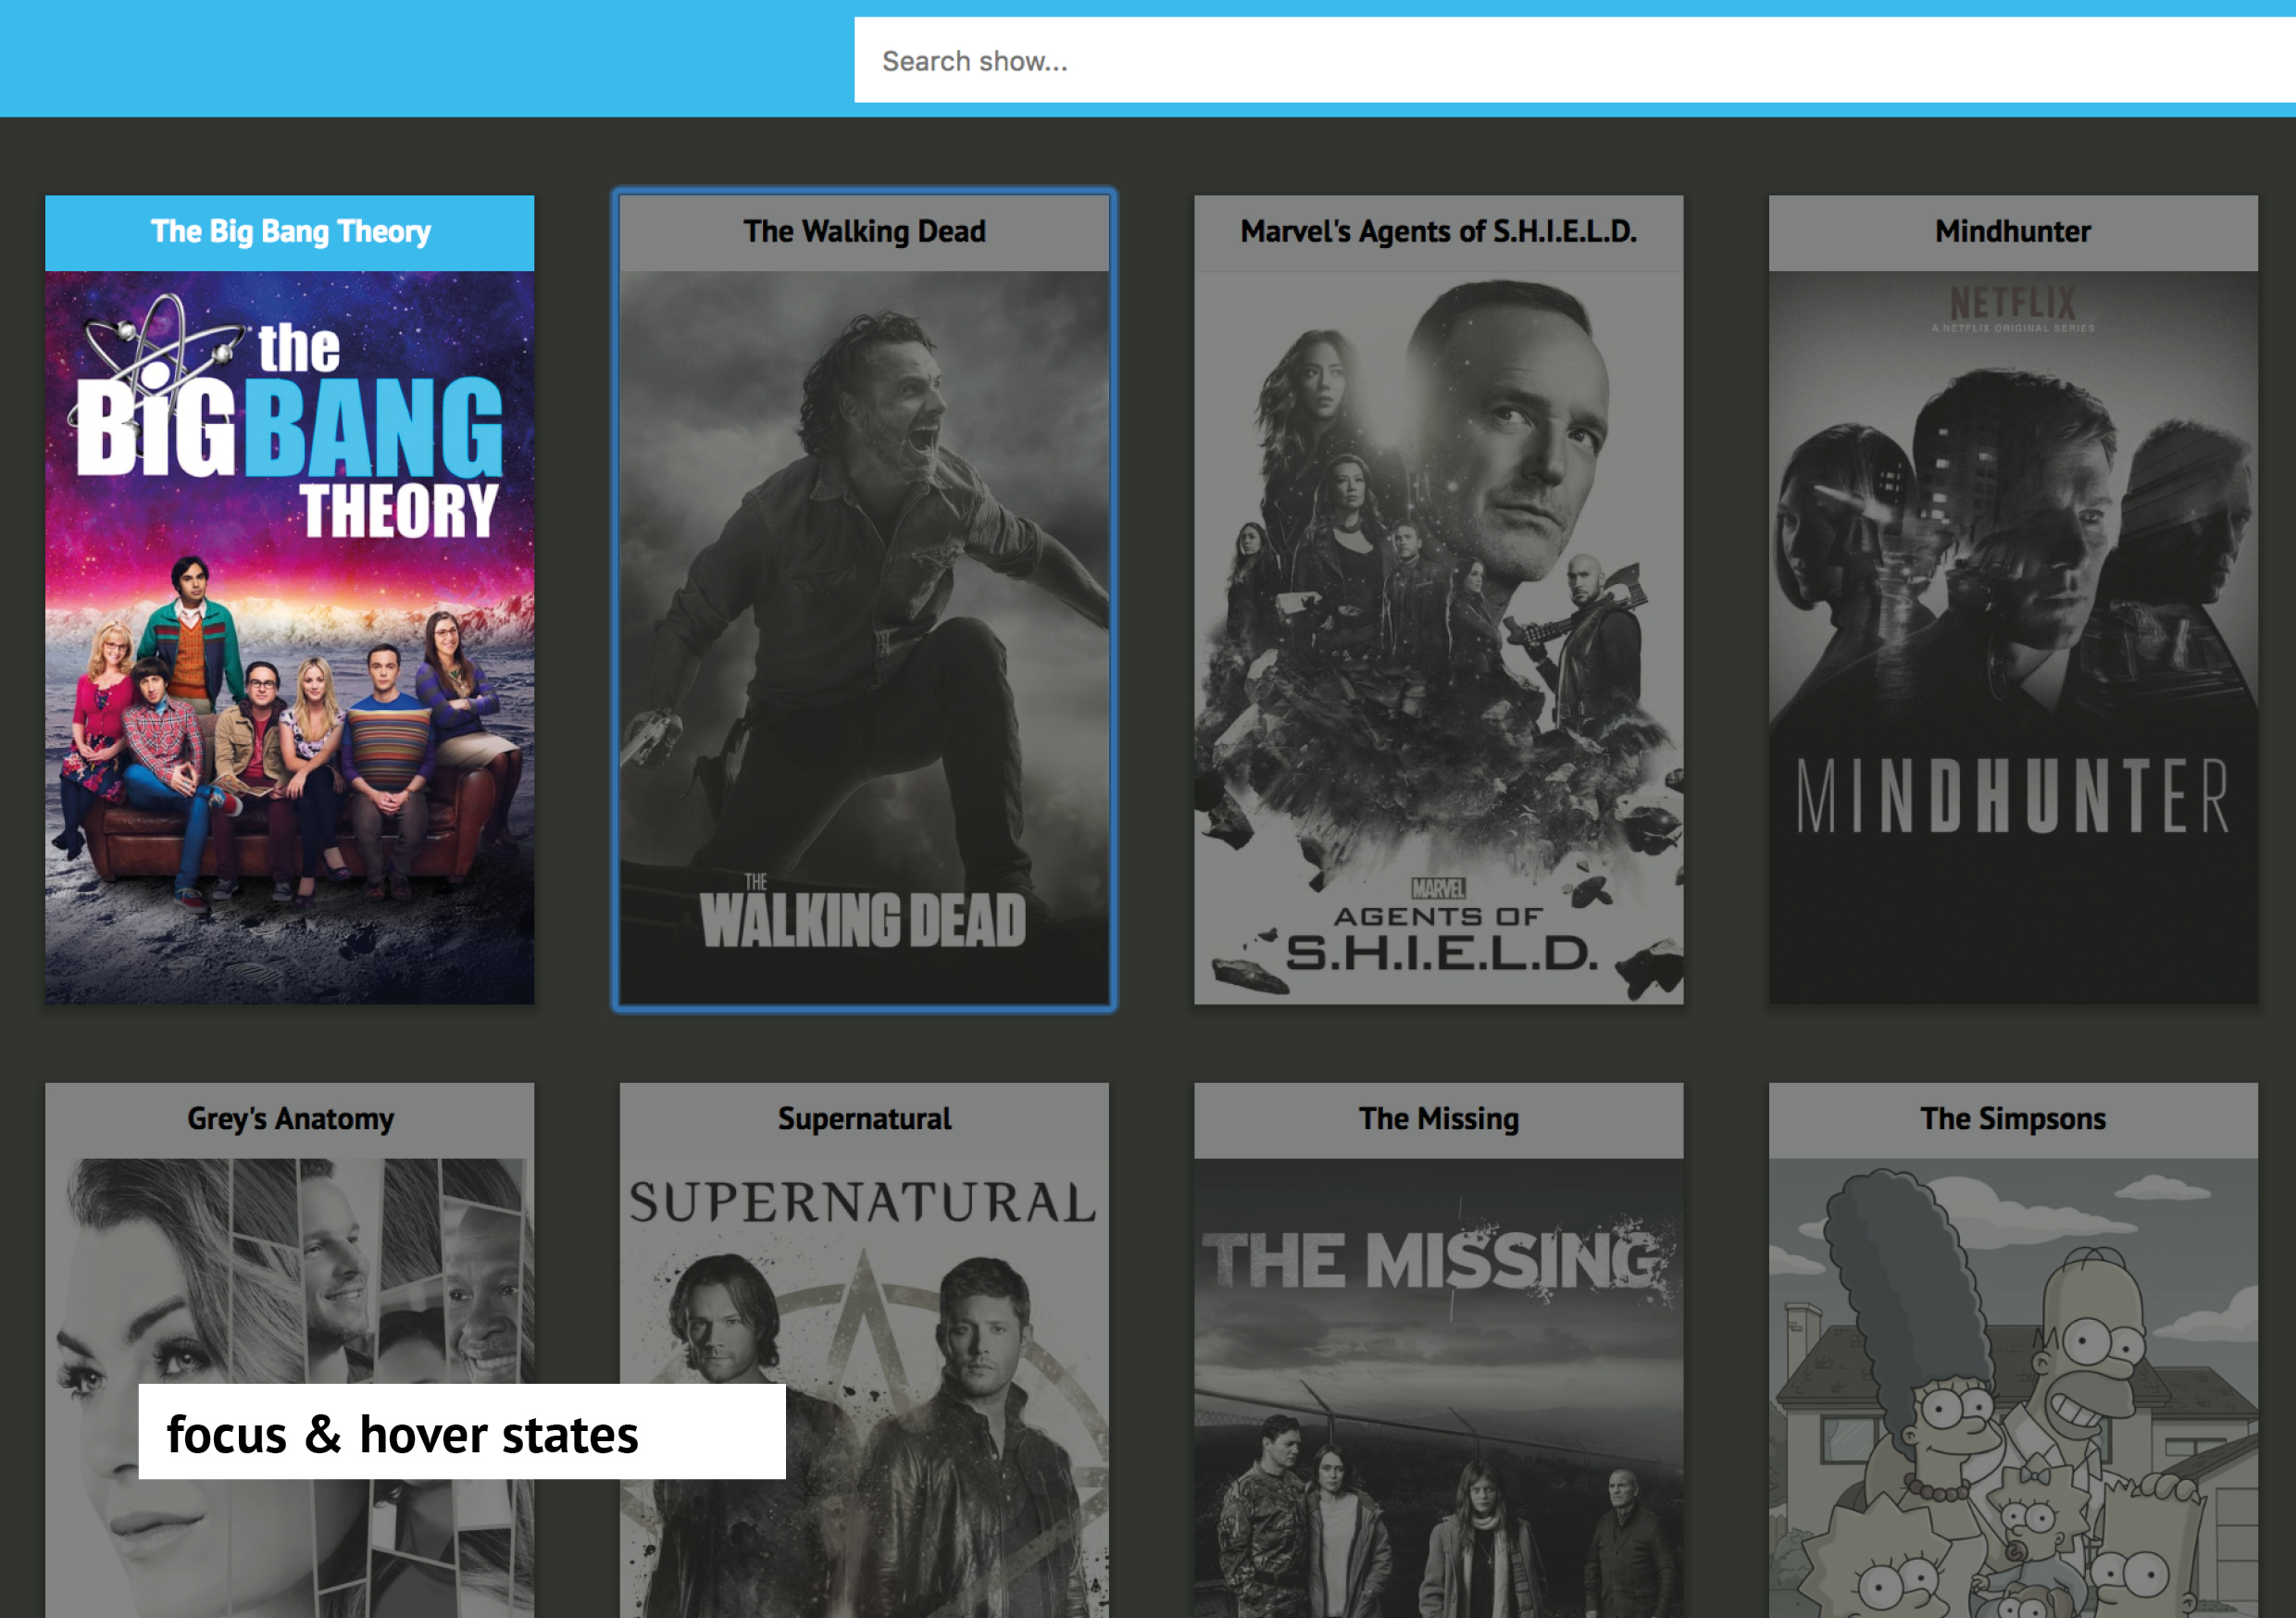 Search show...
The Big Bang Theory
the
BiG BANG
THEORY
The Walking Dead
THE
WALKING DEAD
Marvel's Agents of S.H.I.E.L.D.
MARVEL
AGENTS OF
S.H.I.E.L.D.
Mindhunter
NETFLIX
A NETFLIX ORIGINAL SERIES
MINDHUNTER
Grey's Anatomy
Supernatural
SUPERNATURAL
The Missing
THE MISSING
The Simpsons
focus & hover states